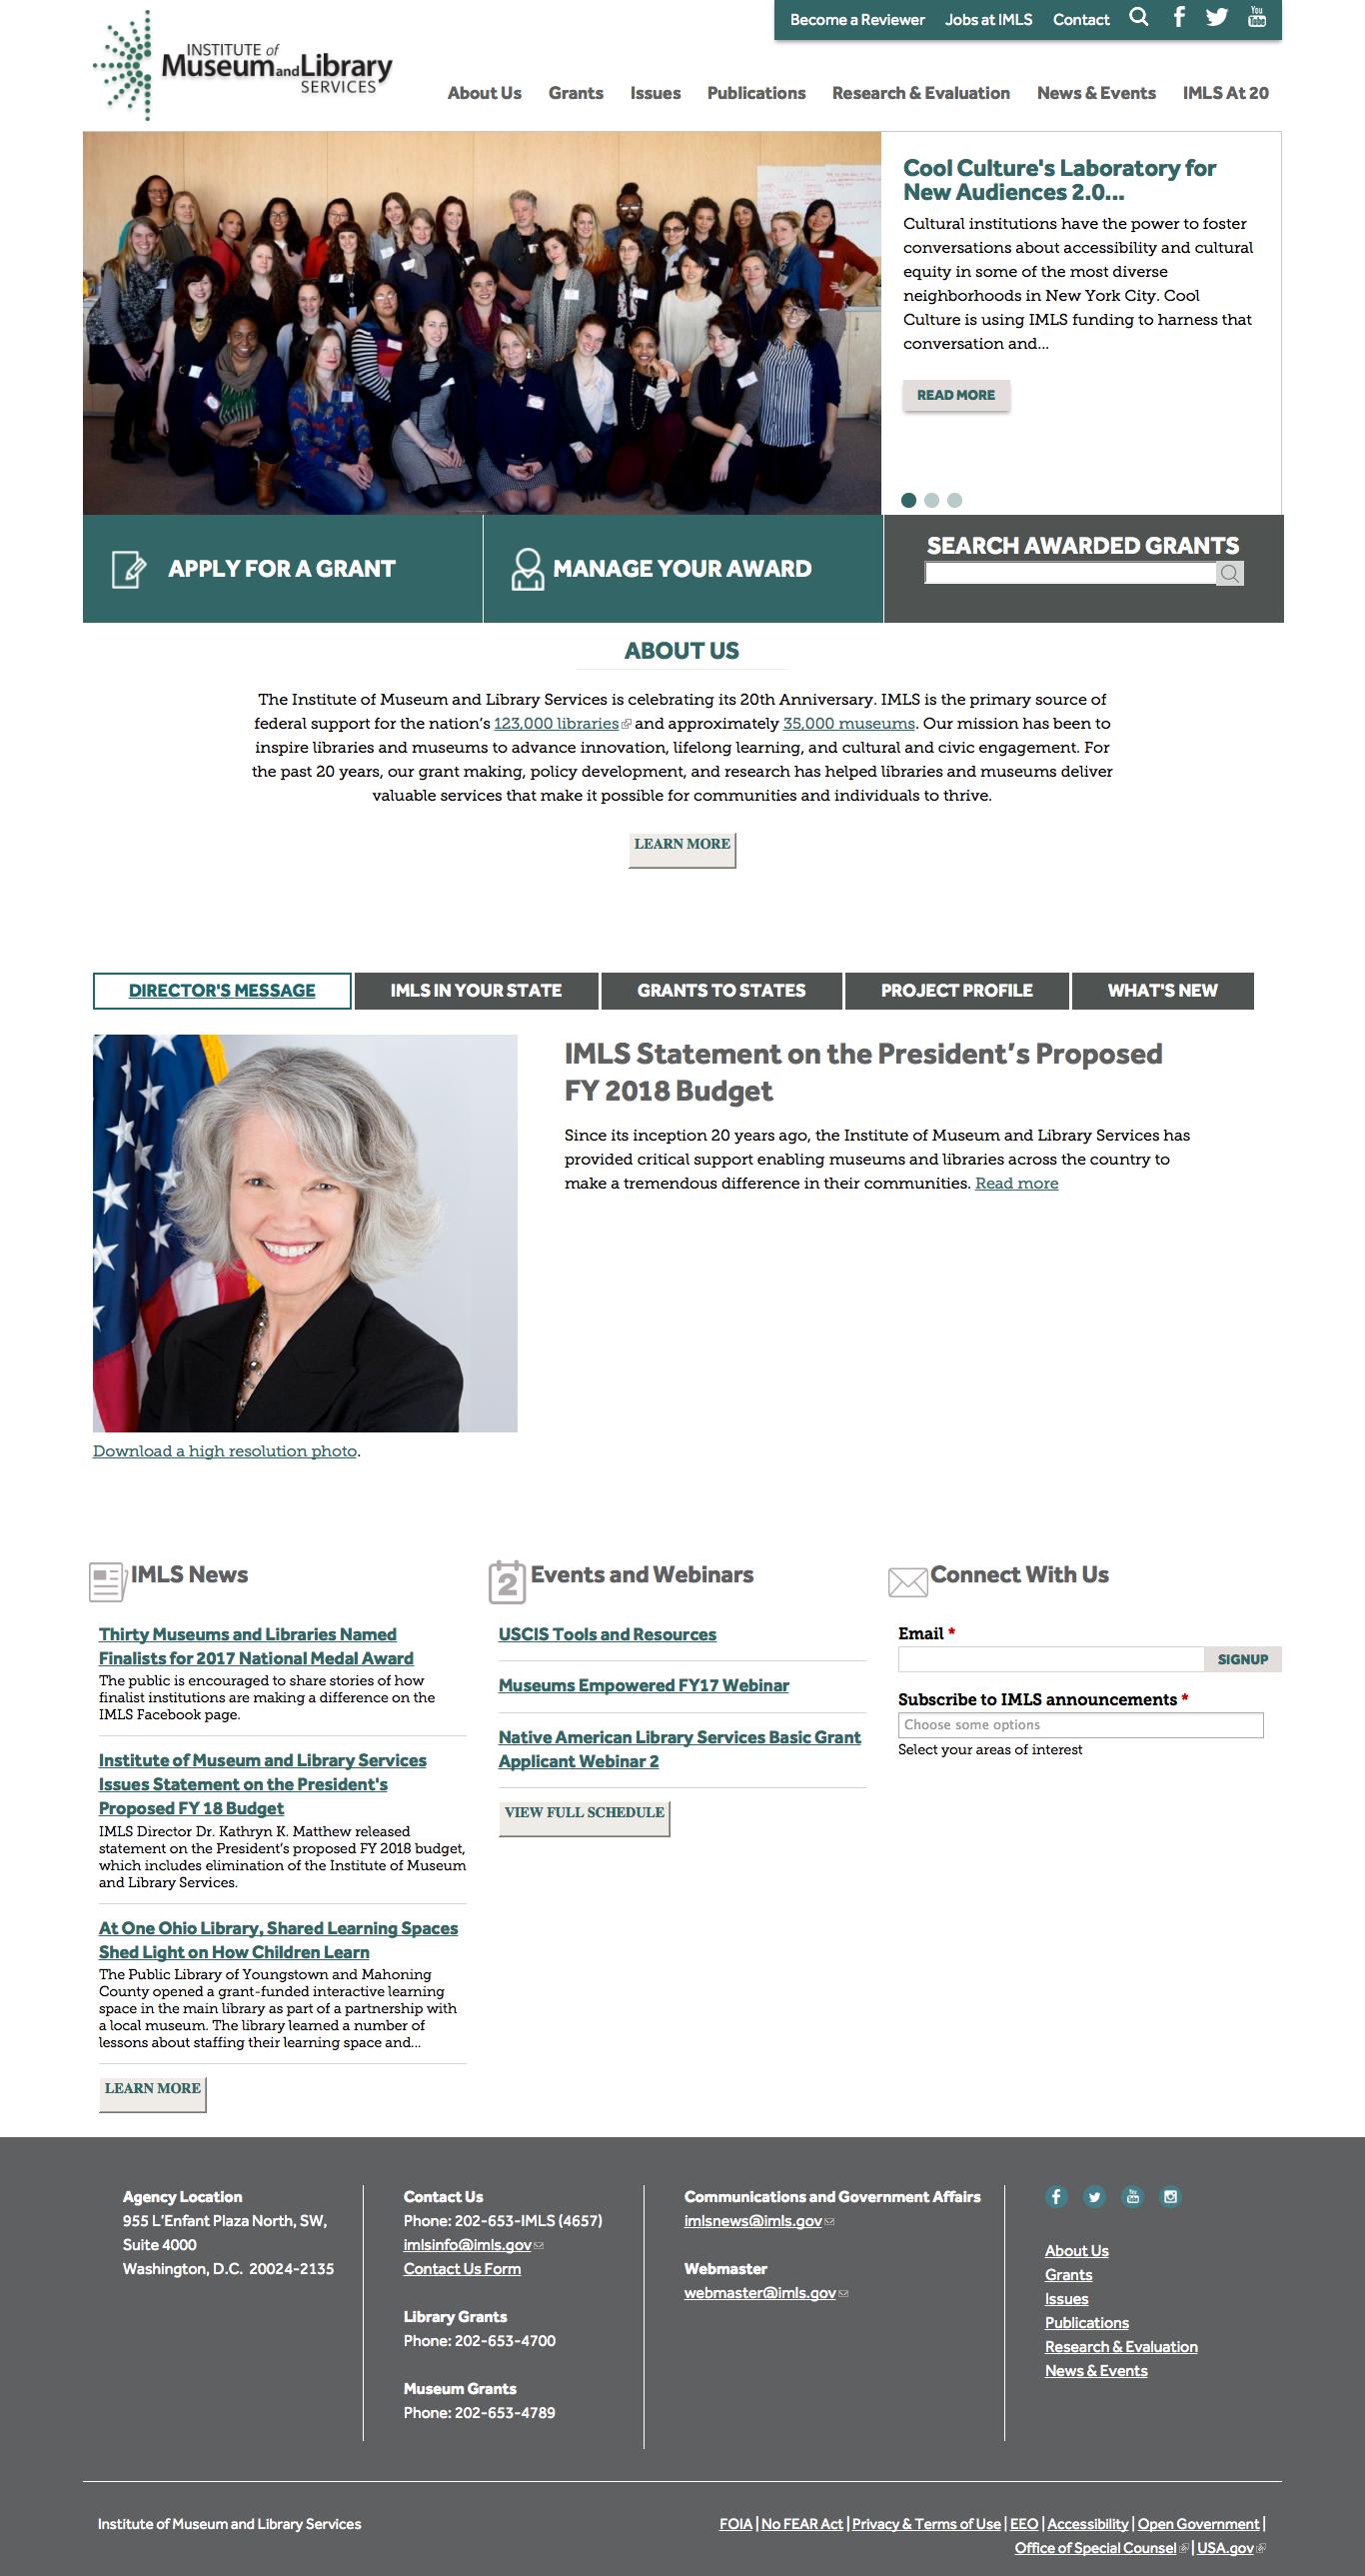 Become a Reviewer Jobs at IMLS Contact You Tube
INSTITUTE of
Museum and Library
SERVICES
About Us Grants Issues Publications Research & Evaluation News & Events IMLS At 20
Cool Culture's Laboratory for
New Audiences 2.0...
Cultural institutions have the power to foster
conversations about accessibility and cultural
equity in some of the most diverse
neighborhoods in New York City. Cool
Culture is using IMLS funding to harness that
conversation and...
READ MORE
APPLY FOR A GRANT
MANAGE YOUR AWARD
SEARCH AWARDED GRANTS
ABOUT US
The Institute of Museum and Library Services is celebrating its 20th Anniversary. IMLS is the primary source of
federal support for the nation’s 123,000 libraries and approximately 35,000 museums. Our mission has been to
inspire libraries and museums to advance innovation, lifelong learning, and cultural and civic engagement. For
the past 20 years, our grant making, policy development, and research has helped libraries and museums deliver
valuable services that make it possible for communities and individuals to thrive.
LEARN MORE
DIRECTOR'S MESSAGE IMLS IN YOUR STATE GRANTS TO STATES PROJECT PROFILE WHAT'S NEW
IMLS Statement on the President’s Proposed
FY 2018 Budget
Since its inception 20 years ago, the Institute of Museum and Library Services has
provided critical support enabling museums and libraries across the country to
make a tremendous difference in their communities. Read more
Download a high resolution photo.
IMLS News
Thirty Museums and Libraries Named
Finalists for 2017 National Medal Award
The public is encouraged to share stories of how
finalist institutions are making a difference on the
IMLS Facebook page.
Institute of Museum and Library Services
Issues Statement on the President's
Proposed FY 18 Budget
IMLS Director Dr. Kathryn K. Matthew released
statement on the President’s proposed FY 2018 budget,
which includes elimination of the Institute of Museum
and Library Services.
At One Ohio Library, Shared Learning Spaces
Shed Light on How Children Learn
The Public Library of Youngstown and Mahoning
County opened a grant-funded interactive learning
space in the main library as part of a partnership with
a local museum. The library learned a number of
lessons about staffing their learning space and...
LEARN MORE
2
Events and Webinars
USCIS Tools and Resources
Museums Empowered FY17 Webinar
Native American Library Services Basic Grant
Applicant Webinar 2
VIEW FULL SCHEDULE
Connect With Us
Email *
SIGNUP
Subscribe to IMLS announcements *
Choose some options
Select your areas of interest
Agency Location
955 L’Enfant Plaza North, SW,
Suite 4000
Washington, D.C. 20024-2135
Contact Us
Phone: 202-653-IMLS (4657)
imlsinfo@imls.gov
Contact Us Form
Library Grants
Phone: 202-653-4700
Museum Grants
Phone: 202-653-4789
Communications and Government Affairs
imlsnews@imls.gov
Webmaster
webmaster@imls.gov
About Us
Grants
Issues
Publications
Research & Evaluation
News & Events
Institute of Museum and Library Services
FOIA | No FEAR Act | Privacy & Terms of Use | EEO | Accessibility | Open Government |
Office of Special Counsel | USA.gov